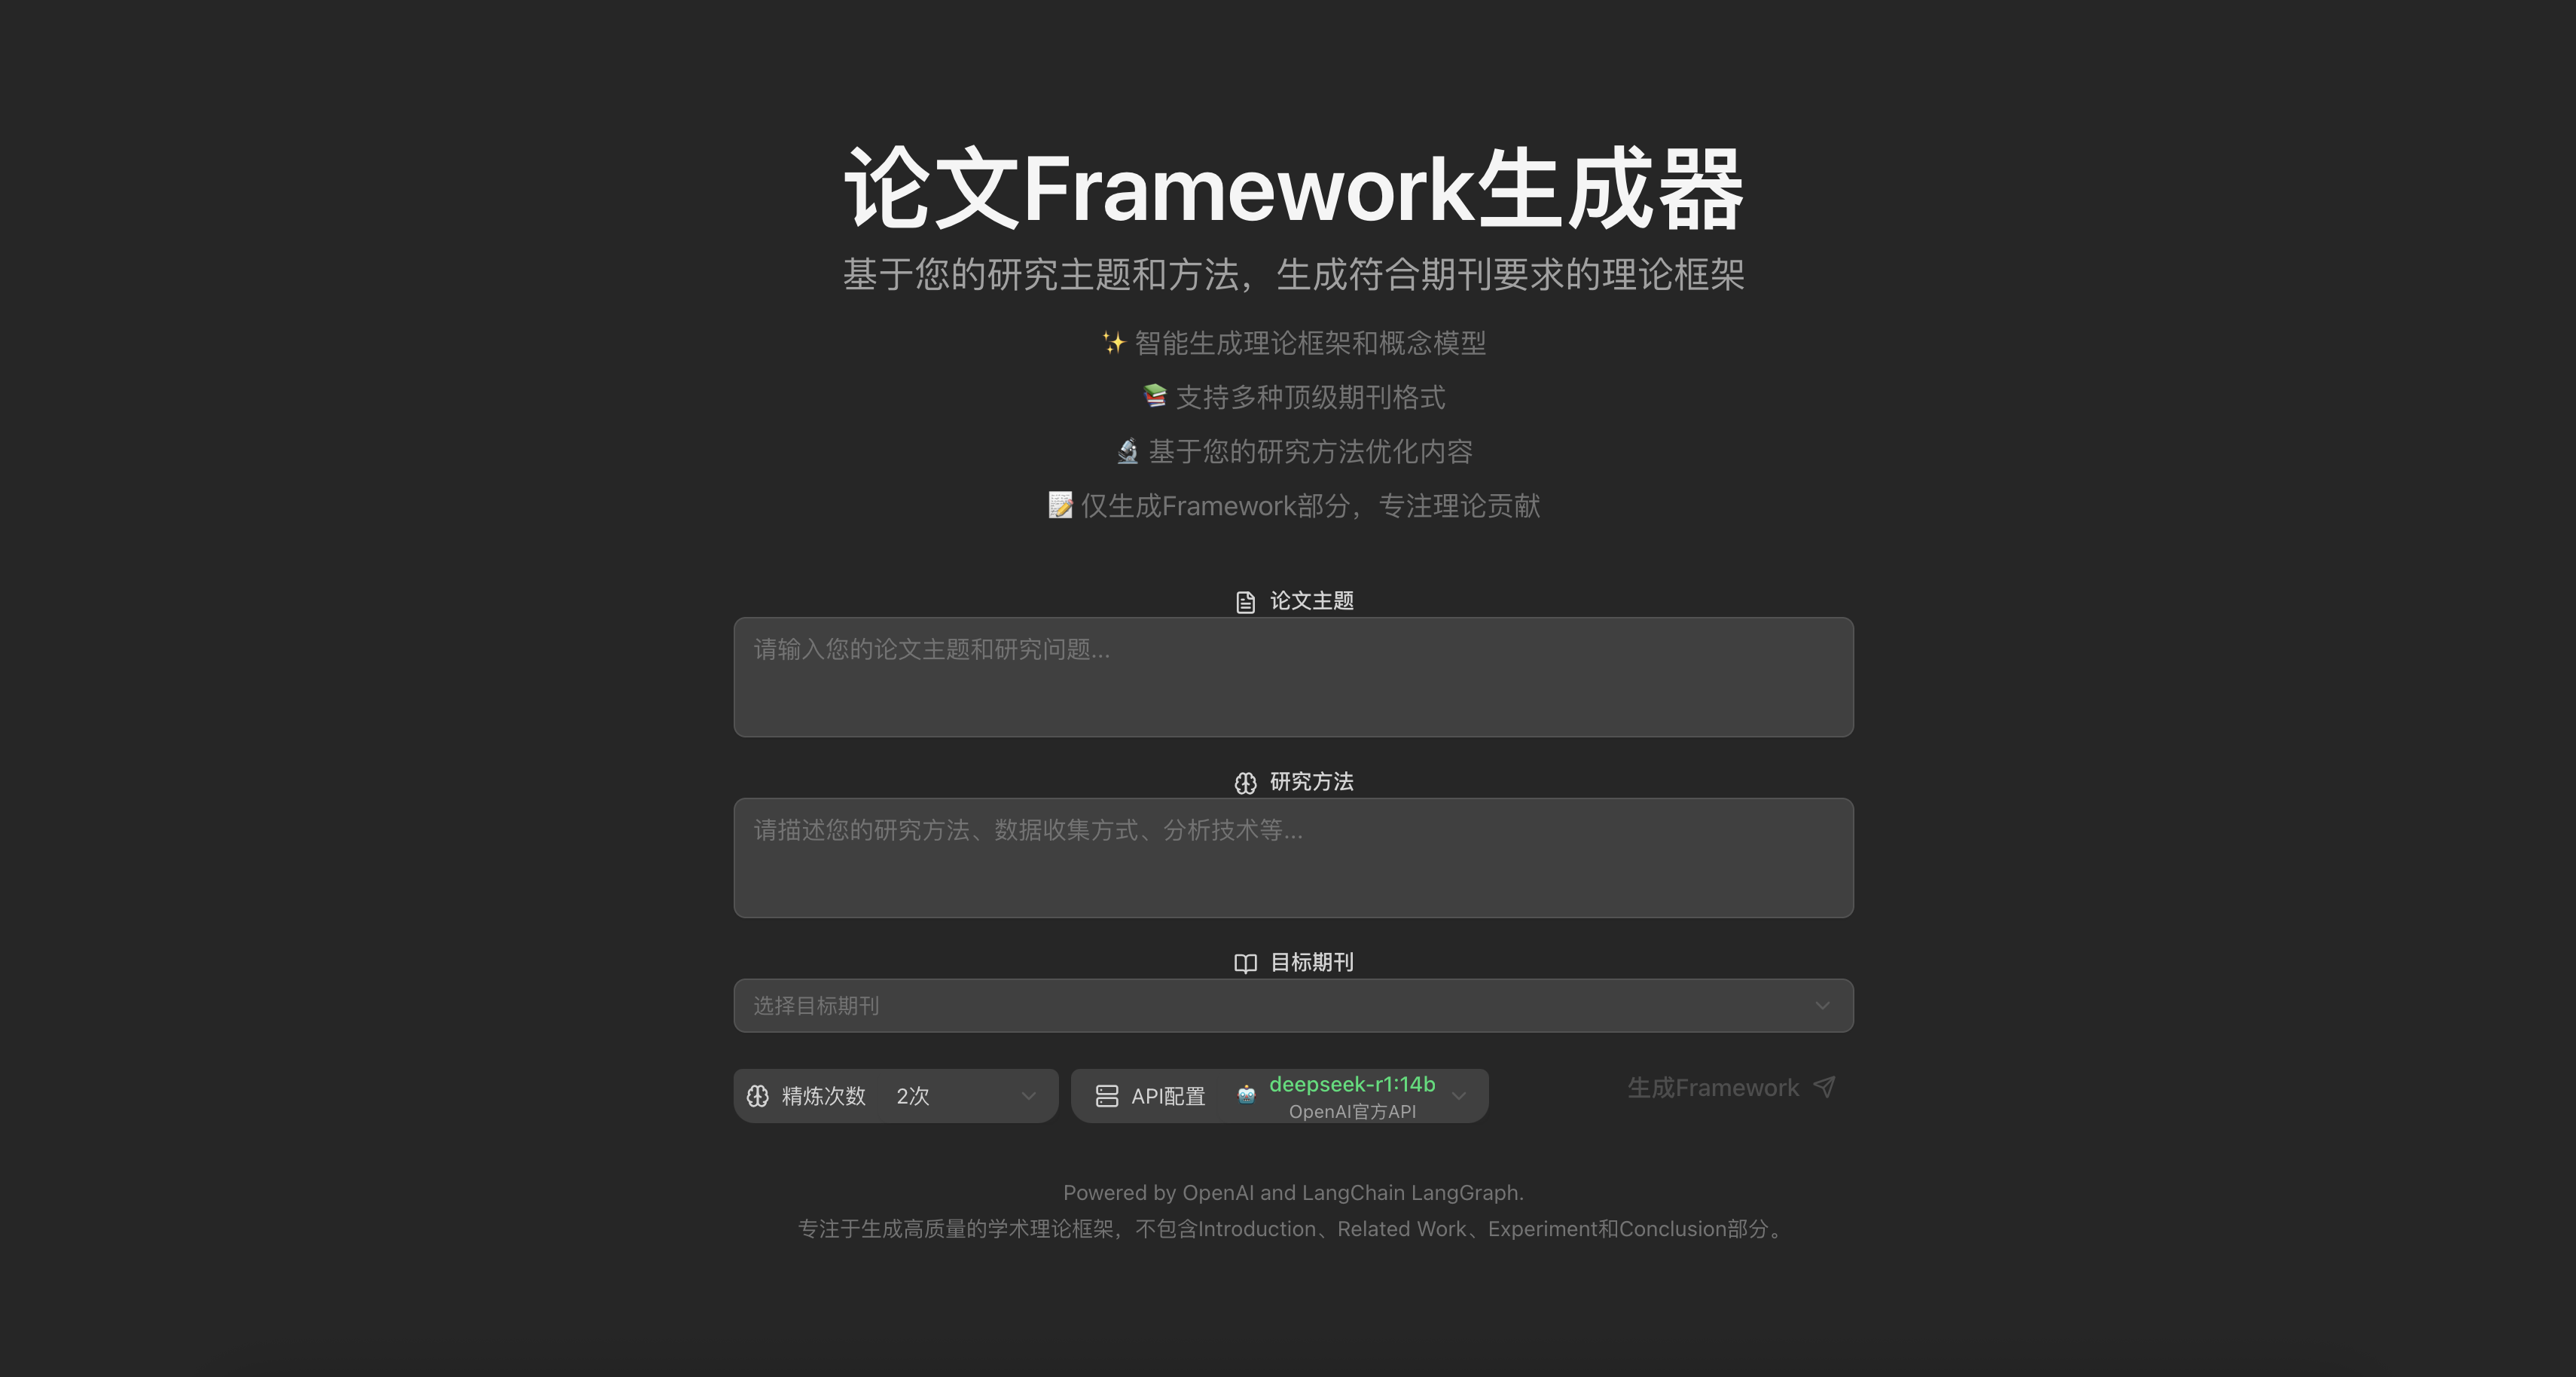 论文Framework生成器
基于您的研究主题和方法，生成符合期刊要求的理论框架
✨ 智能生成理论框架和概念模型
📚 支持多种顶级期刊格式
🔬 基于您的研究方法优化内容
📝 仅生成Framework部分，专注理论贡献
论文主题
请输入您的论文主题和研究问题...
研究方法
请描述您的研究方法、数据收集方式、分析技术等...
目标期刊
选择目标期刊
精炼次数 2次
API配置 🤖 deepseek-r1:14b
OpenAI官方API
生成Framework
Powered by OpenAI and LangChain LangGraph.
专注于生成高质量的学术理论框架，不包含Introduction、Related Work、Experiment和Conclusion部分。